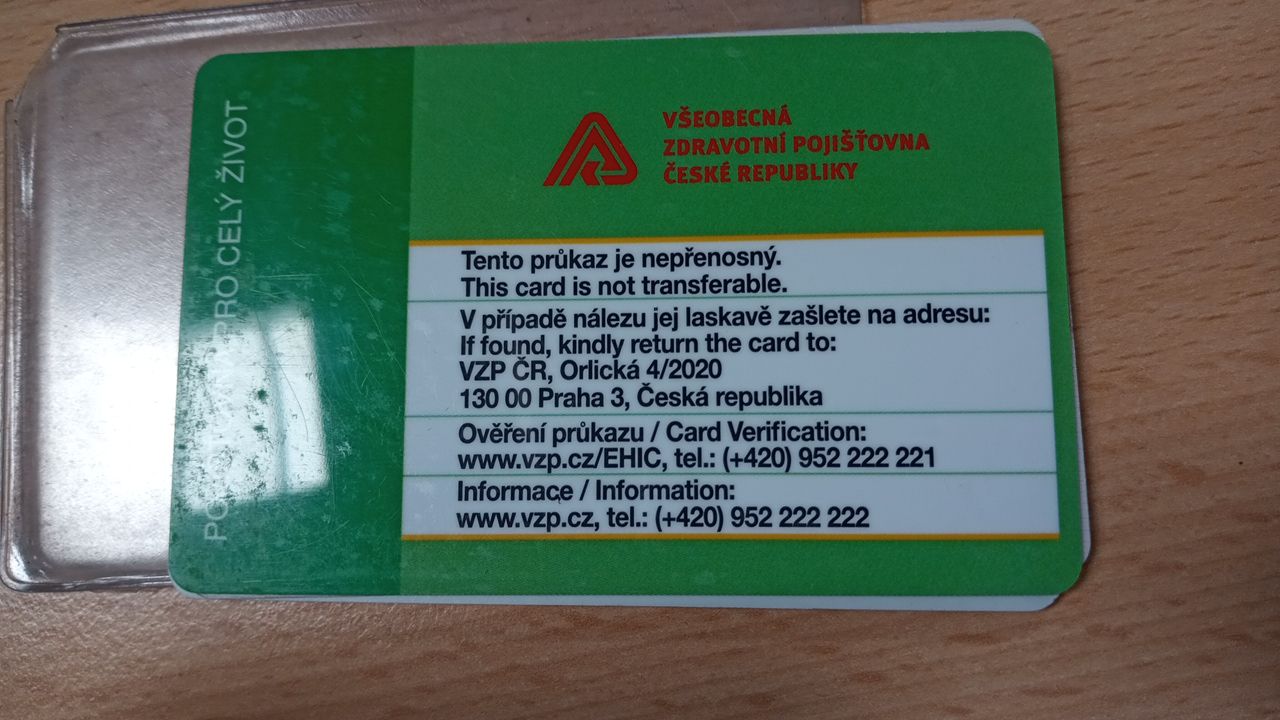 PRO CELÝ ŽIVOT
VŠEOBECNÁ
ZDRAVOTNÍ POJIŠŤOVNA
ČESKÉ REPUBLIKY
Tento průkaz je nepřenosný.
This card is not transferable.
V případě nálezu jej laskavě zašlete na adresu:
If found, kindly return the card to:
VZP ČR, Orlická 4/2020
130 00 Praha 3, Česká republika
Ověření průkazu / Card Verification:
www.vzp.cz/EHIC, tel.: (+420) 952 222 221
Informace / Information:
www.vzp.cz, tel.: (+420) 952 222 222